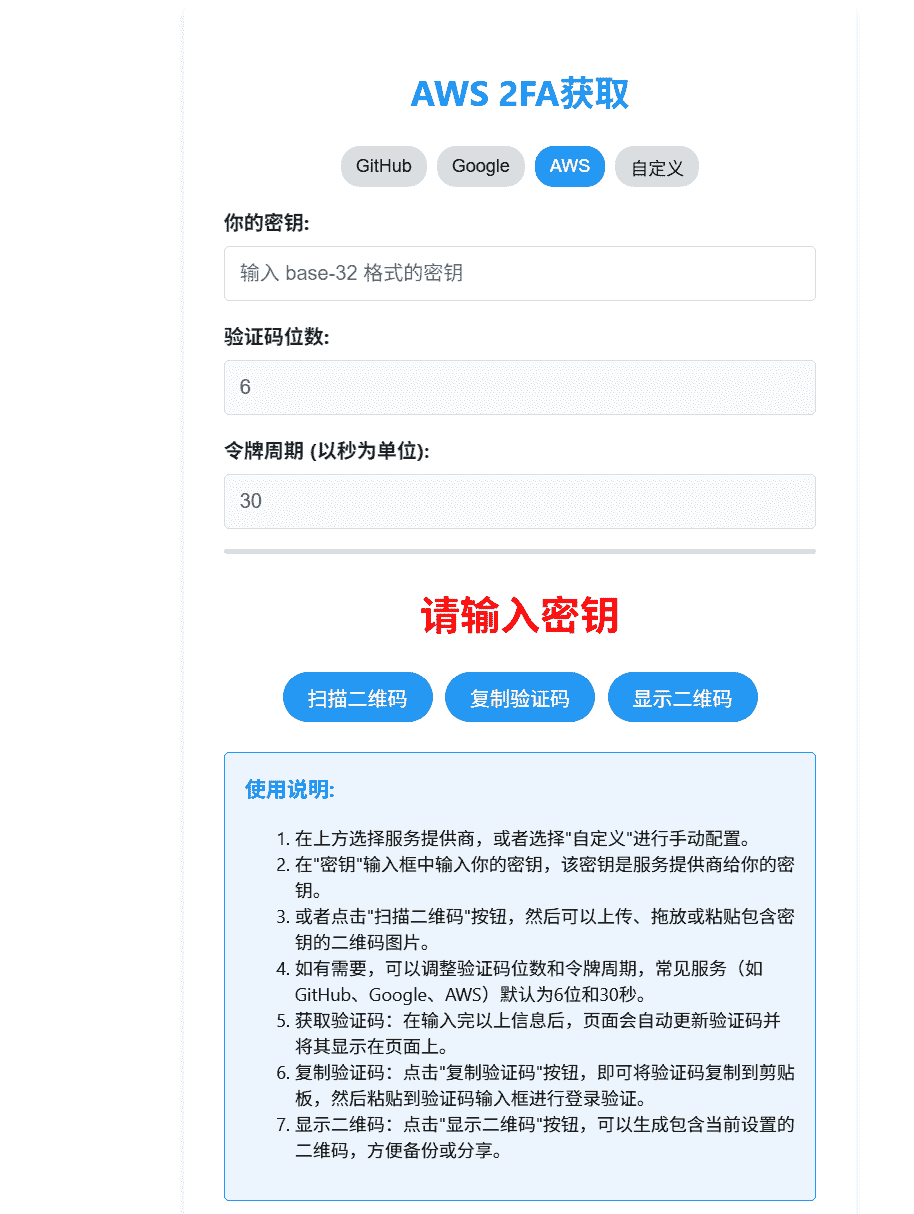 AWS 2FA获取
GitHub Google AWS 自定义
你的密钥:
输入 base-32 格式的密钥
验证码位数:
6
令牌周期 (以秒为单位):
30
请输入密钥
扫描二维码 复制验证码 显示二维码
使用说明:
1. 在上方选择服务提供商，或者选择"自定义"进行手动配置。
2. 在"密钥"输入框中输入你的密钥，该密钥是服务提供商给你的密
钥。
3. 或者点击"扫描二维码"按钮，然后可以上传、拖放或粘贴包含密
钥的二维码图片。
4. 如有需要，可以调整验证码位数和令牌周期，常见服务（如
GitHub、Google、AWS）默认为6位和30秒。
5. 获取验证码：在输入完以上信息后，页面会自动更新验证码并
将其显示在页面上。
6. 复制验证码：点击"复制验证码"按钮，即可将验证码复制到剪贴
板，然后粘贴到验证码输入框进行登录验证。
7. 显示二维码：点击"显示二维码"按钮，可以生成包含当前设置的
二维码，方便备份或分享。